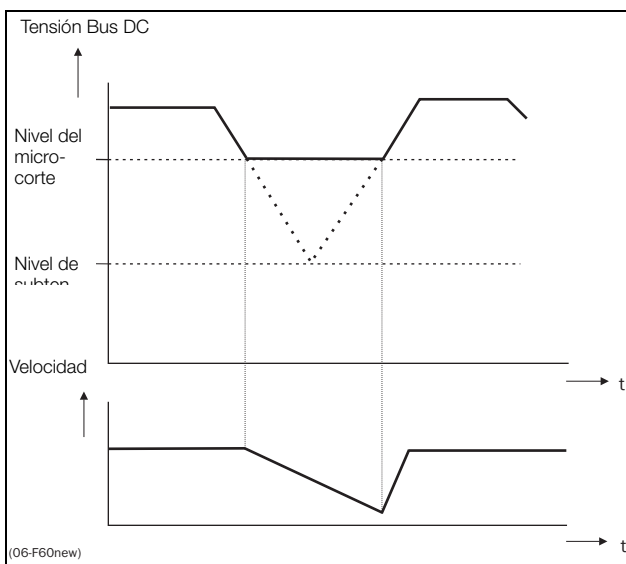 Tensión Bus DC
Nivel del
micro-
corte
Nivel de
t
Velocidad
t
(06-F60new)